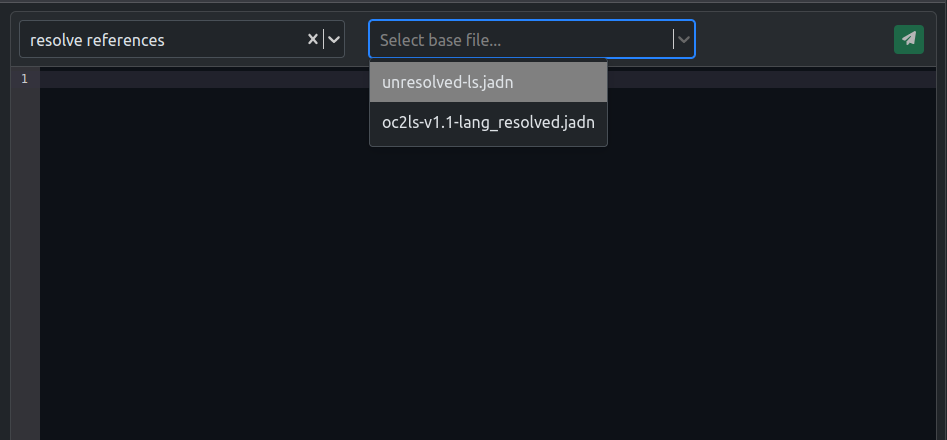 resolve references
Select base file...
unresolved-ls.jadn
oc2ls-v1.1-lang_resolved.jadn
1